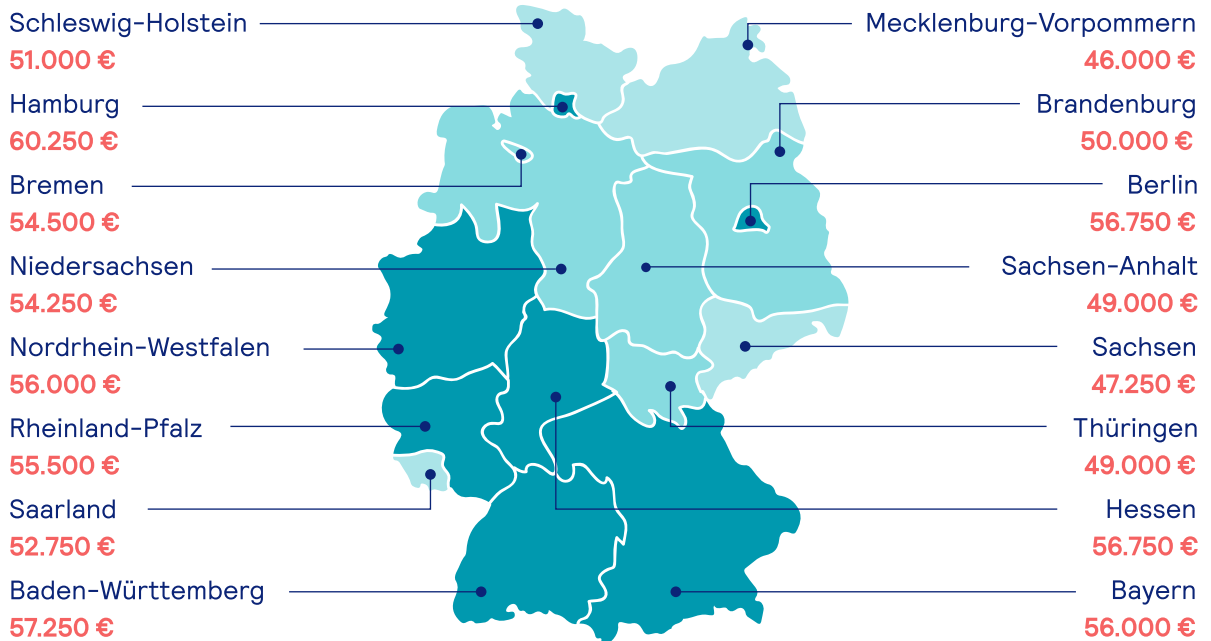 Schleswig-Holstein
51.000 €
Hamburg
60.250 €
Bremen
54.500 €
Niedersachsen
54.250 €
Nordrhein-Westfalen
56.000 €
Rheinland-Pfalz
55.500 €
Saarland
52.750 €
Baden-Württemberg
57.250 €
Mecklenburg-Vorpommern
46.000 €
Brandenburg
50.000 €
Berlin
56.750 €
Sachsen-Anhalt
49.000 €
Sachsen
47.250 €
Thüringen
49.000 €
Hessen
56.750 €
Bayern
56.000 €